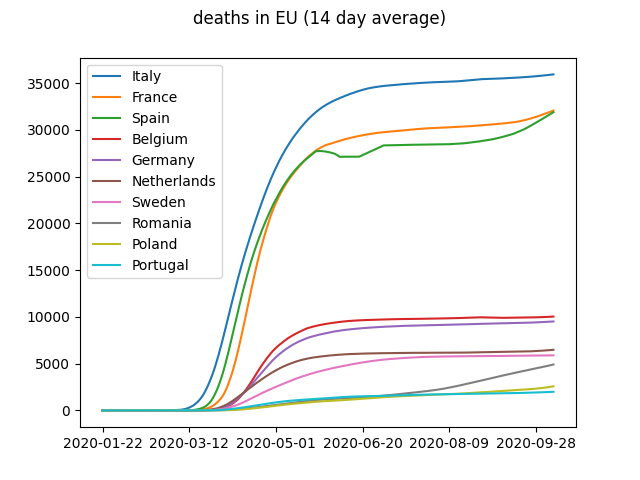 deaths in EU (14 day average)
35000
30000
25000
20000
15000
10000
5000
0
Italy
France
Spain
Belgium
Germany
Netherlands
Sweden
Romania
Poland
Portugal
2020-01-22 2020-03-12 2020-05-01 2020-06-20 2020-08-09 2020-09-28